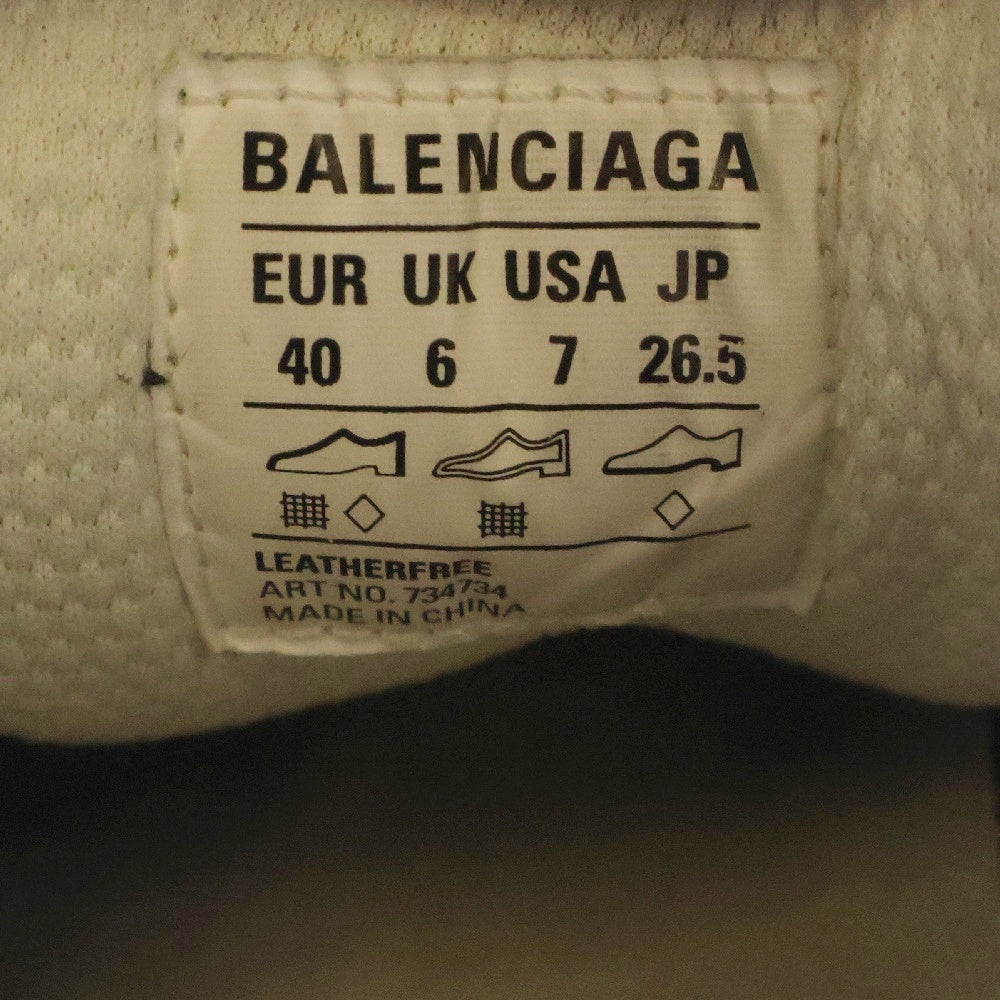 BALENCIAGA
EUR UK USA JP
40 6 7 26.5
LEATHERFREE
ART NO. 734734
MADE IN CHINA